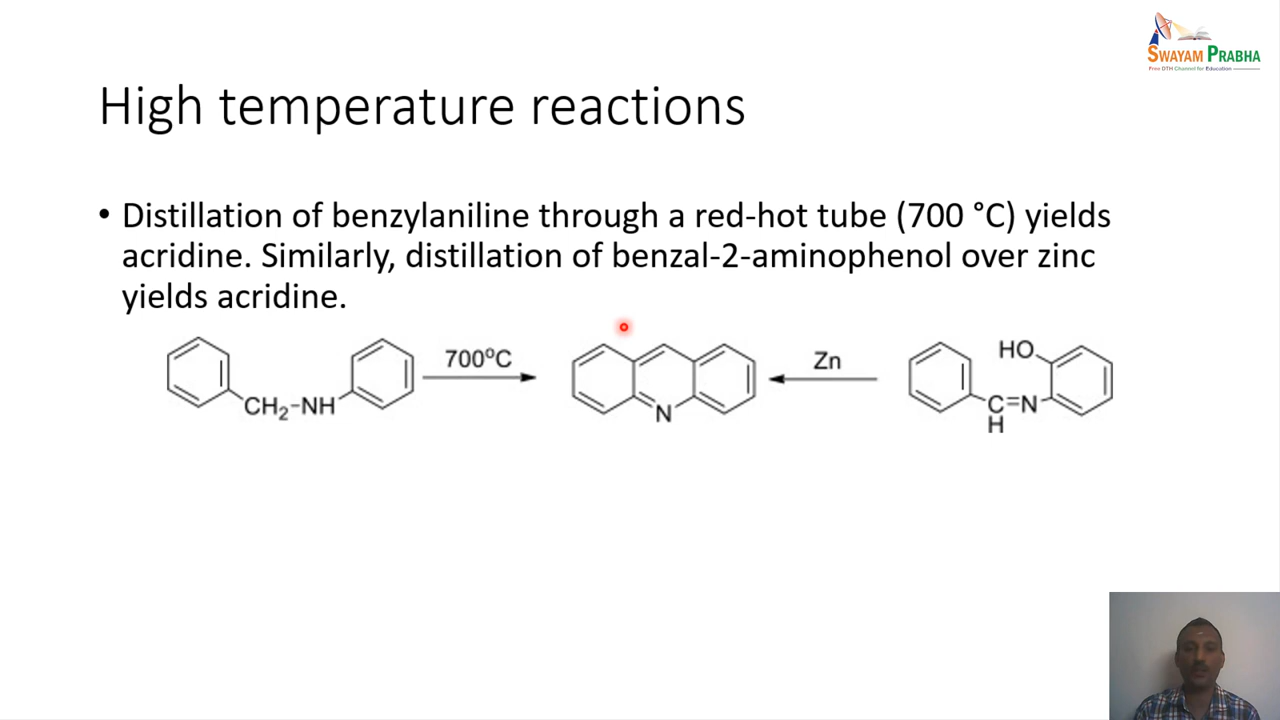 SWAYAM PRABHA
Free DTH Channel for Education
High temperature reactions
• Distillation of benzylaniline through a red-hot tube (700 °C) yields
acridine. Similarly, distillation of benzal-2-aminophenol over zinc
yields acridine.
CH₂-NH
700°C
N
Zn
HO
C=N
H